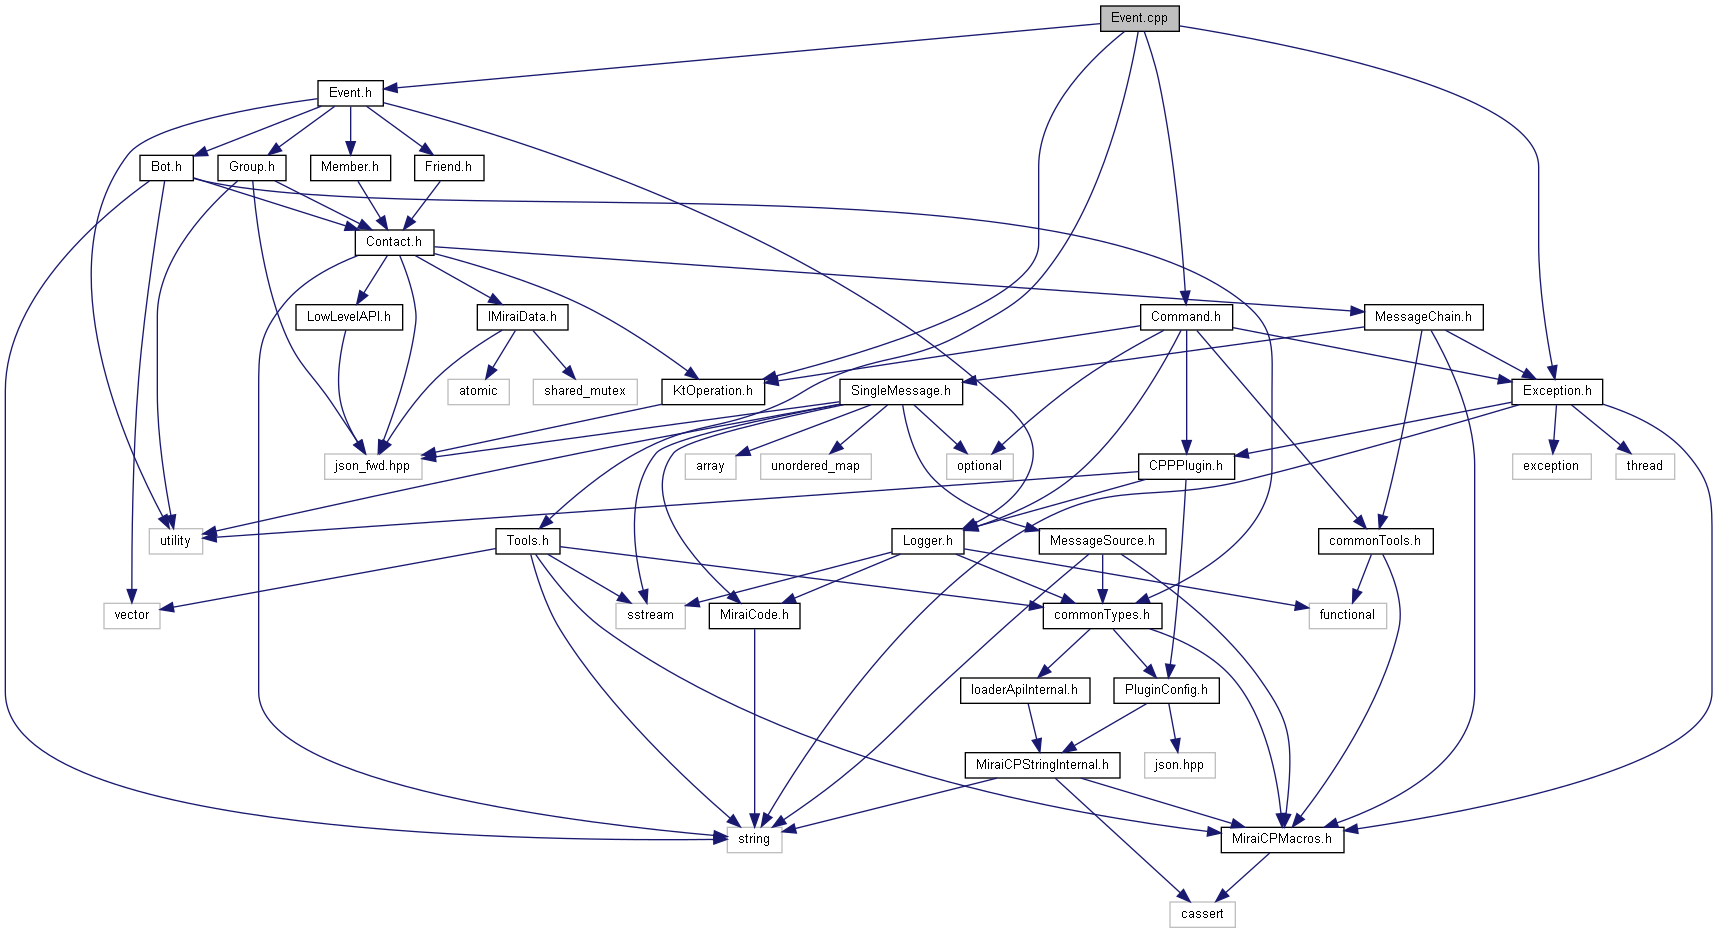 Event.cpp
Event.h
Bot.h
Group.h
Member.h
Friend.h
Contact.h
LowLevelAPI.h
IMiraiData.h
Command.h
MessageChain.h
atomic
shared_mutex
KtOperation.h
SingleMessage.h
Exception.h
json_fwd.hpp
array
unordered_map
optional
CPPPlugin.h
exception
thread
utility
Tools.h
Logger.h
MessageSource.h
commonTools.h
vector
sstream
MiraiCode.h
commonTypes.h
functional
loaderApiInternal.h
PluginConfig.h
MiraiCPStringInternal.h
json.hpp
string
MiraiCPMacros.h
cassert